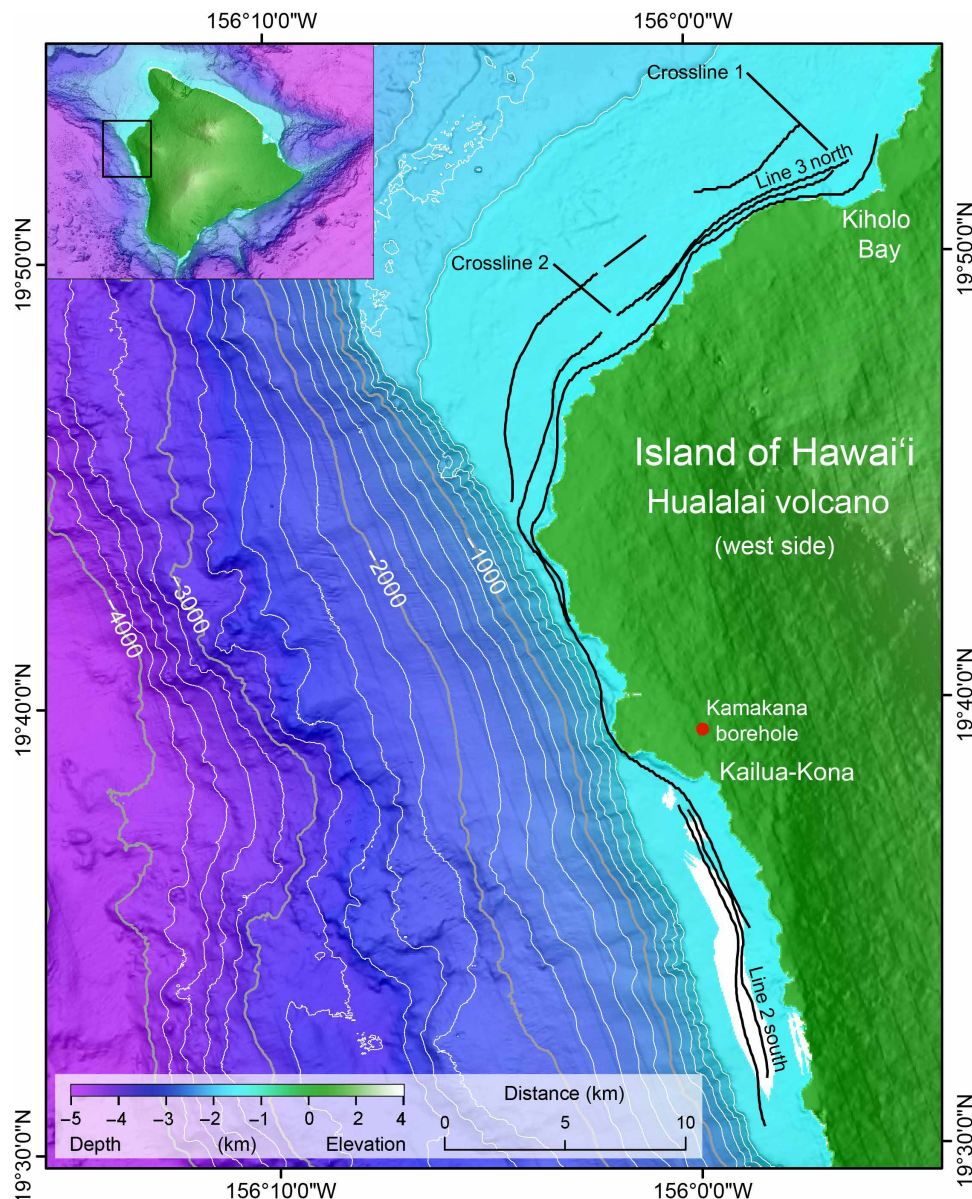 156°10'0"W
156°0'0"W
Crossline 1
Line 3 north
Kiholo
Bay
19°50'0"N
19°50'0"N
Crossline 2
Island of Hawai‘i
Hualalai volcano
(west side)
–1000
–2000
–3000
–4000
19°40'0"N
19°40'0"N
Kamakana
borehole
Kailua-Kona
Line 2 south
Distance (km)
–5 –4 –3 –2 –1 0 2 4
0 5 10
Depth (km) Elevation
19°30'0"N
19°30'0"N
156°10'0"W
156°0'0"W